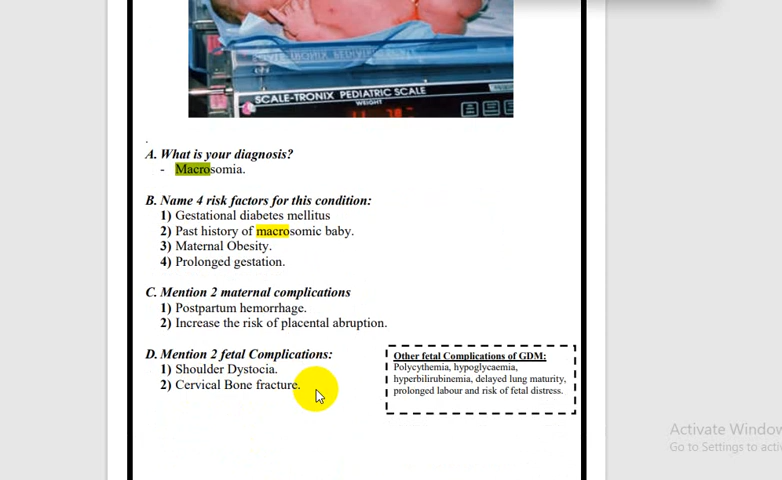 SCALE-TRONIX PEDIATRIC SCALE
WEIGHT
A. What is your diagnosis?
- Macrosomia.
B. Name 4 risk factors for this condition:
1) Gestational diabetes mellitus
2) Past history of macrosomic baby.
3) Maternal Obesity.
4) Prolonged gestation.
C. Mention 2 maternal complications
1) Postpartum hemorrhage.
2) Increase the risk of placental abruption.
D. Mention 2 fetal Complications:
1) Shoulder Dystocia.
2) Cervical Bone fracture.
Other fetal Complications of GDM:
Polycythemia, hypoglycaemia,
hyperbilirubinemia, delayed lung maturity,
prolonged labour and risk of fetal distress.
Activate Window
Go to Settings to acti